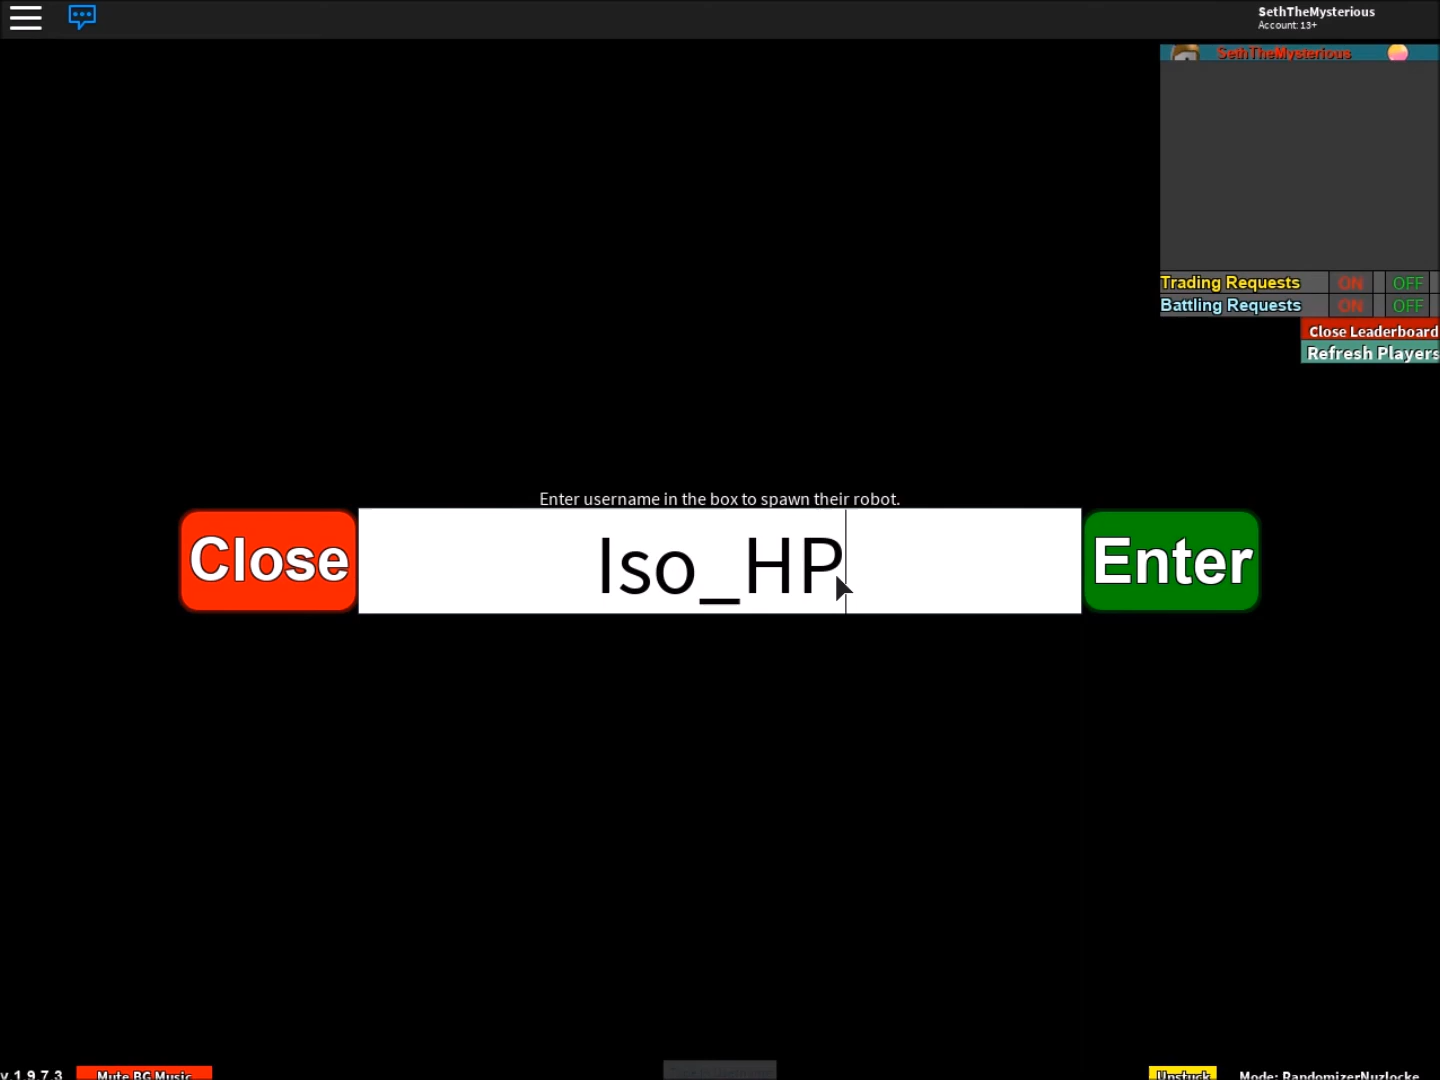 SethTheMysterious
Account: 13+
SethTheMysterious
Trading Requests ON OFF
Battling Requests ON OFF
Close Leaderboard
Refresh Players
Enter username in the box to spawn their robot.
Close Iso_HP Enter
v.1.9.7.3 Mute BG Music Unstuck Mode: RandomizerNuzlocke